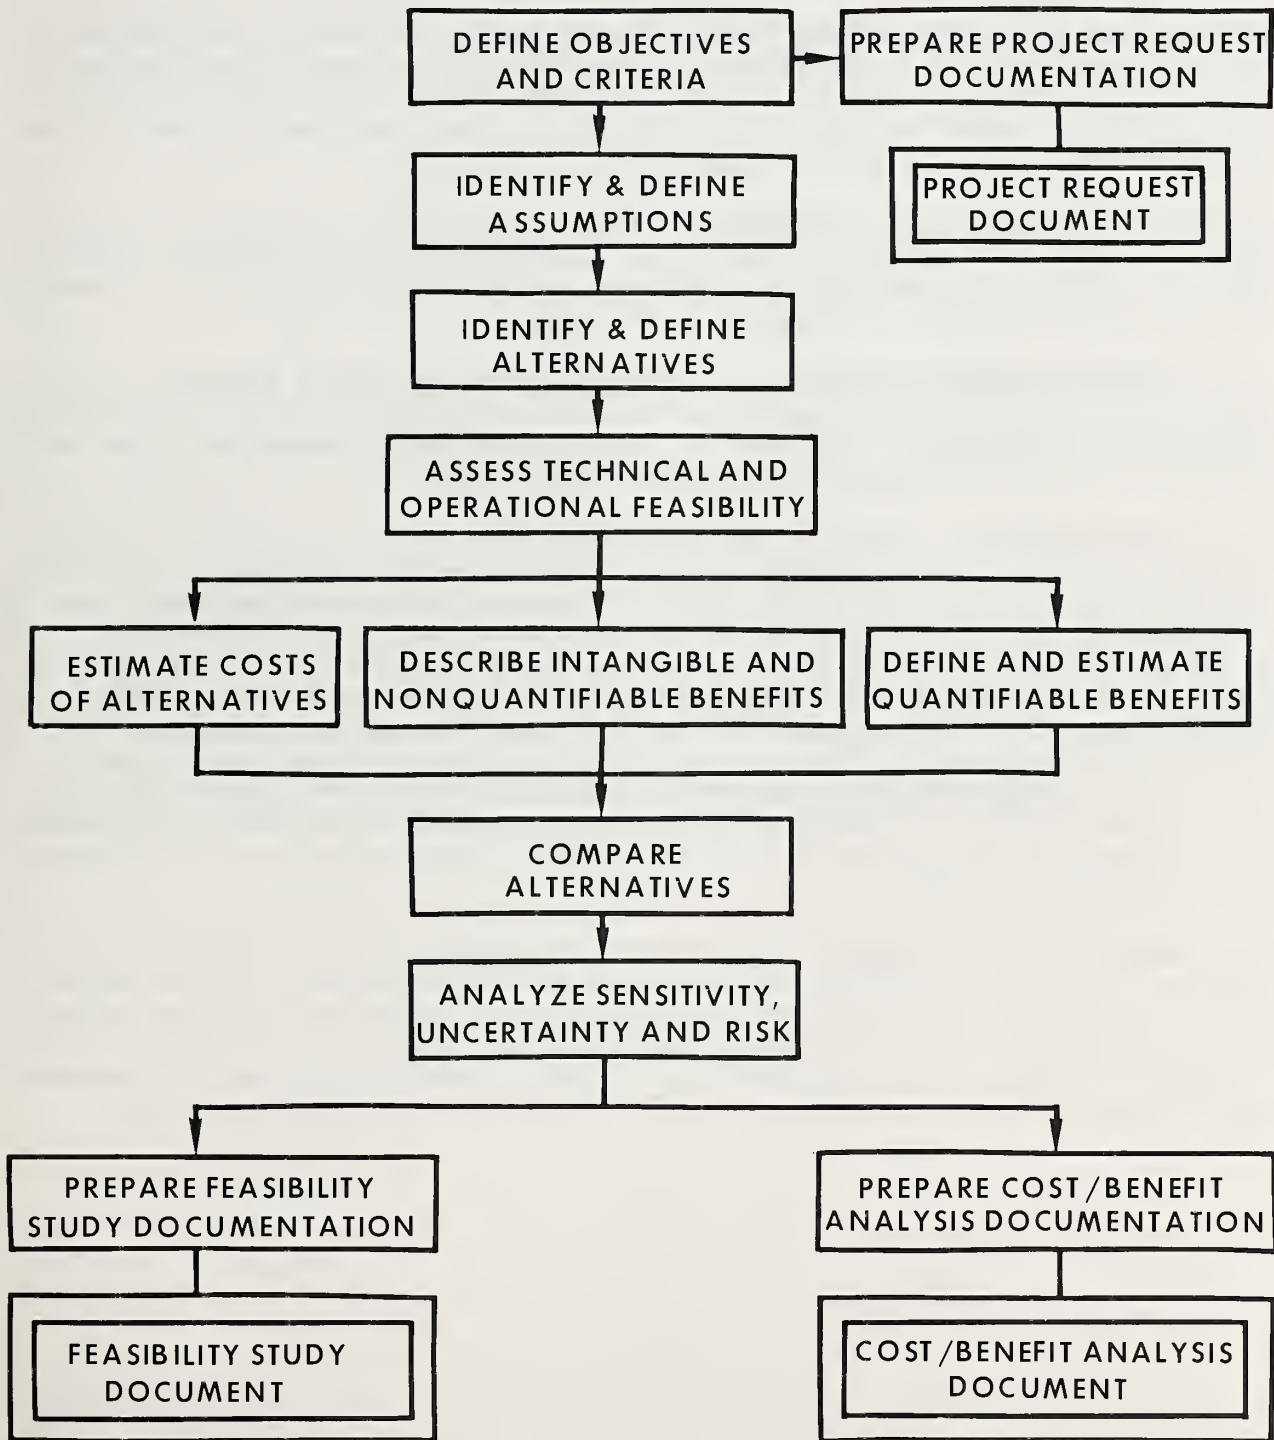 DEFINE OBJECTIVES
AND CRITERIA
PREPARE PROJECT REQUEST
DOCUMENTATION
PROJECT REQUEST
DOCUMENT
IDENTIFY & DEFINE
ASSUMPTIONS
IDENTIFY & DEFINE
ALTERNATIVES
ASSESS TECHNICAL AND
OPERATIONAL FEASIBILITY
ESTIMATE COSTS
OF ALTERNATIVES
DESCRIBE INTANGIBLE AND
NONQUANTIFIABLE BENEFITS
DEFINE AND ESTIMATE
QUANTIFIABLE BENEFITS
COMPARE
ALTERNATIVES
ANALYZE SENSITIVITY,
UNCERTAINTY AND RISK
PREPARE FEASIBILITY
STUDY DOCUMENTATION
FEASIBILITY STUDY
DOCUMENT
PREPARE COST/BENEFIT
ANALYSIS DOCUMENTATION
COST/BENEFIT ANALYSIS
DOCUMENT